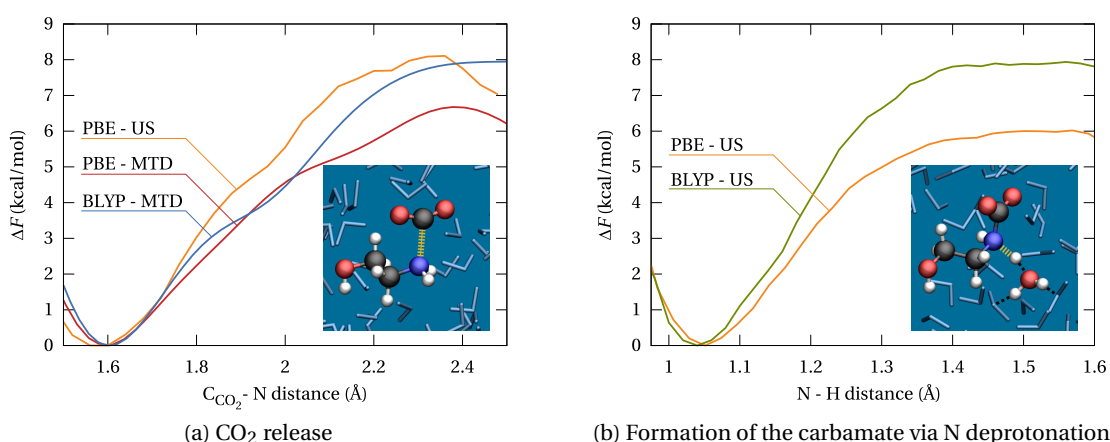 9
8
7
6
5
4
3
2
1
0
ΔF (kcal/mol)
PBE - US
PBE - MTD
BLYP - MTD
1.6 1.8 2 2.2 2.4
C_CO₂ - N distance (Å)
(a) CO₂ release
9
8
7
6
5
4
3
2
1
0
ΔF (kcal/mol)
PBE - US
BLYP - US
1 1.1 1.2 1.3 1.4 1.5 1.6
N - H distance (Å)
(b) Formation of the carbamate via N deprotonation